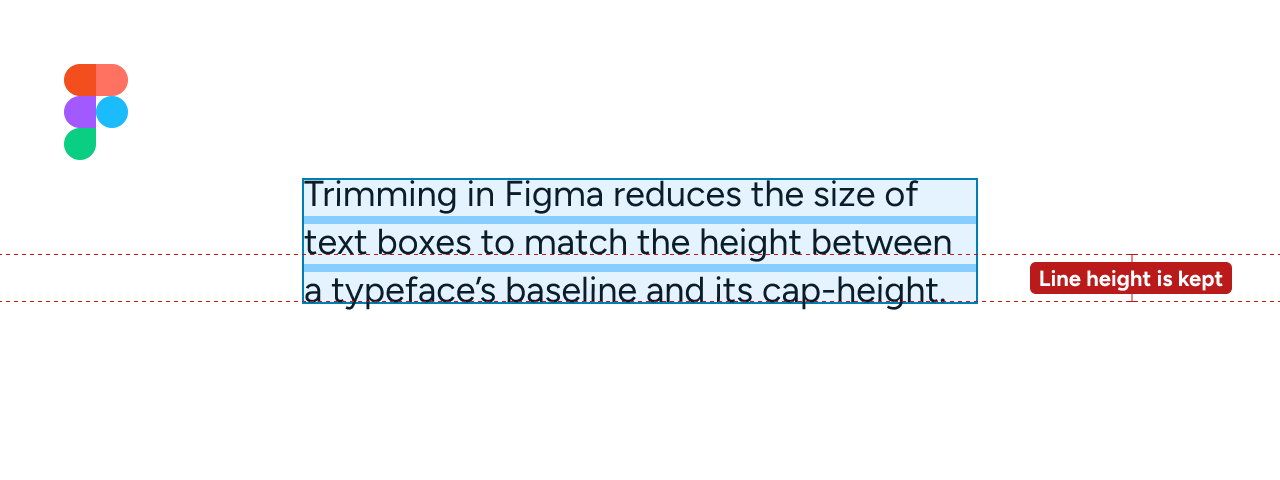 Trimming in Figma reduces the size of
text boxes to match the height between
a typeface’s baseline and its cap-height.
Line height is kept